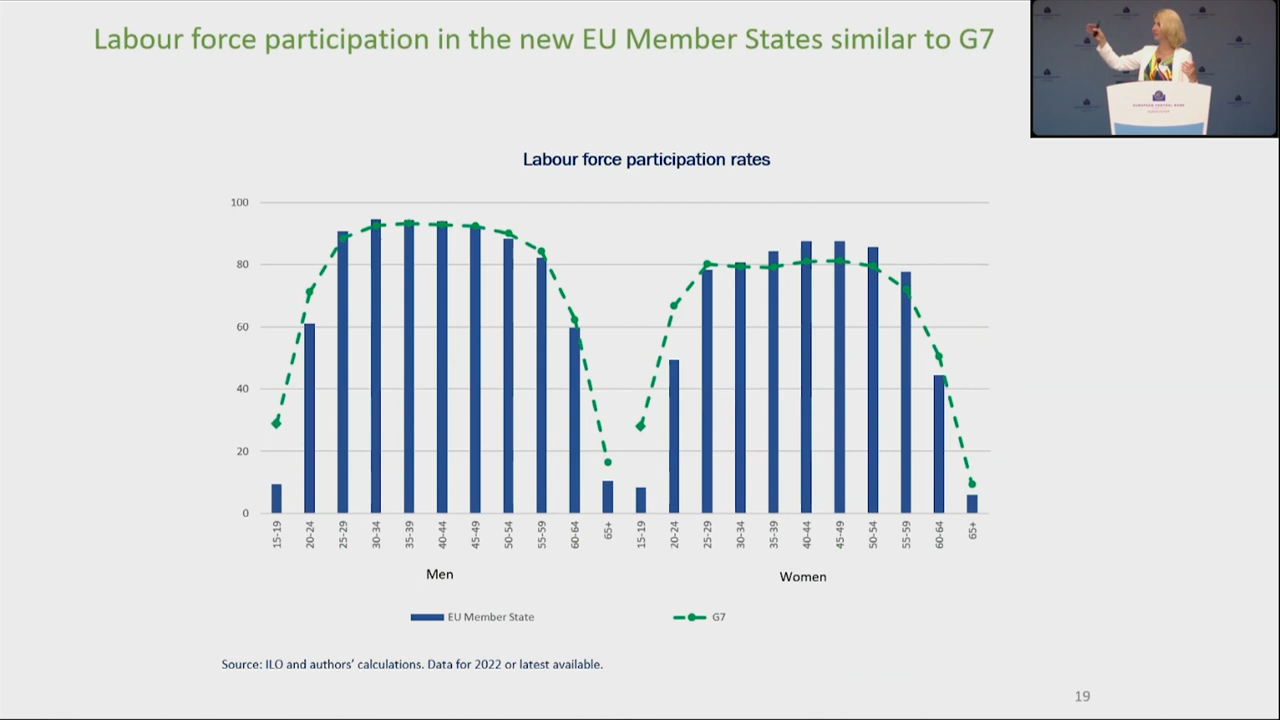 Labour force participation in the new EU Member States similar to G7
EUROPEAN CENTRAL BANK
Labour force participation rates
100
80
60
40
20
0
15-19 20-24 25-29 30-34 35-39 40-44 45-49 50-54 55-59 60-64 65+ 15-19 20-24 25-29 30-34 35-39 40-44 45-49 50-54 55-59 60-64 65+
Men Women
EU Member State G7
Source: ILO and authors' calculations. Data for 2022 or latest available.
19